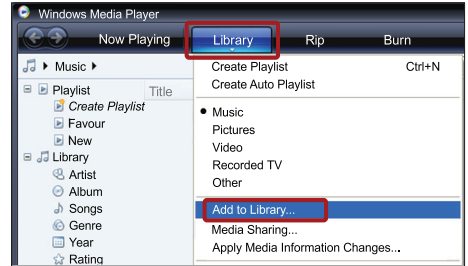 Windows Media Player
Now Playing Library Rip Burn
Music
Create Playlist Ctrl+N
Create Auto Playlist
Playlist Title
Create Playlist
Favour
New
Library
Artist
Album
Songs
Genre
Year
Rating
Music
Pictures
Video
Recorded TV
Other
Add to Library...
Media Sharing...
Apply Media Information Changes...